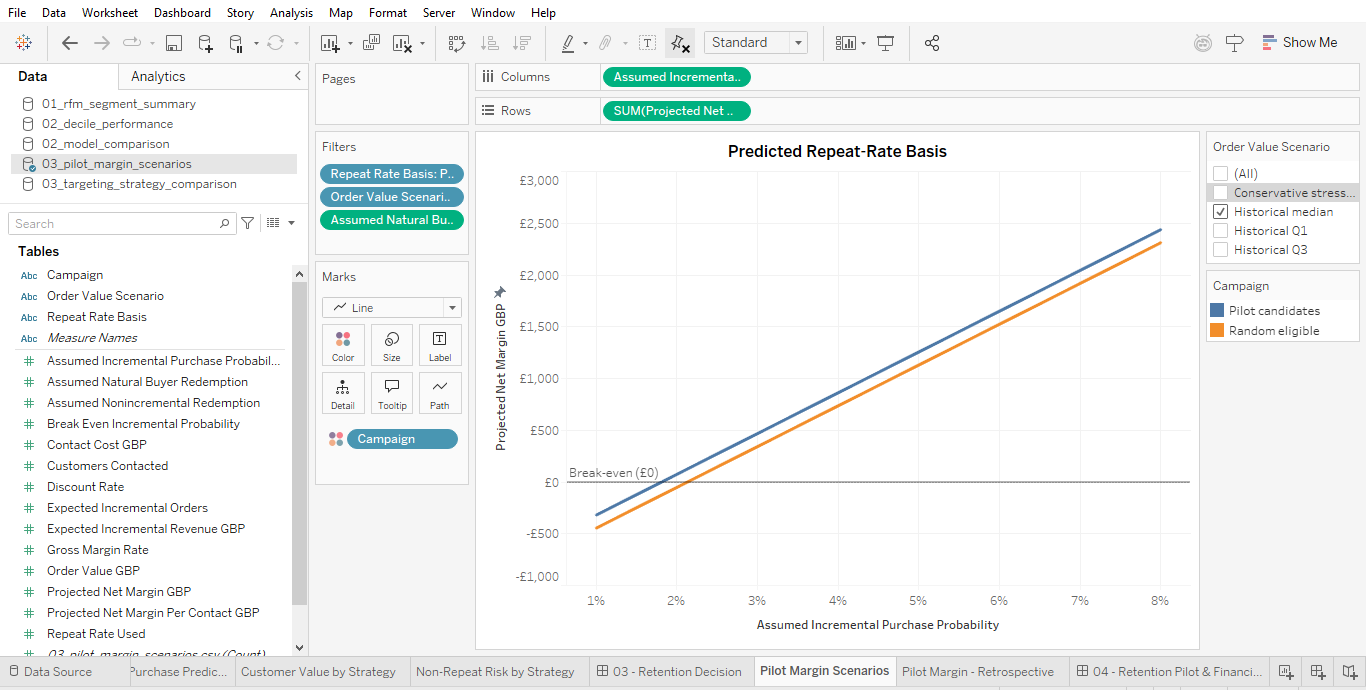 File Data Worksheet Dashboard Story Analysis Map Format Server Window Help
Standard
Show Me
Data Analytics
01_rfm_segment_summary
02_decile_performance
02_model_comparison
03_pilot_margin_scenarios
03_targeting_strategy_comparison
Search
Tables
Abc Campaign
Abc Order Value Scenario
Abc Repeat Rate Basis
Abc Measure Names
# Assumed Incremental Purchase Probabil...
# Assumed Natural Buyer Redemption
# Assumed Nonincremental Redemption
# Break Even Incremental Probability
# Contact Cost GBP
# Customers Contacted
# Discount Rate
# Expected Incremental Orders
# Expected Incremental Revenue GBP
# Gross Margin Rate
# Order Value GBP
# Projected Net Margin GBP
# Projected Net Margin Per Contact GBP
# Repeat Rate Used
# 03_pilot_margin_scenarios.csv (Count)
Pages
Filters
Repeat Rate Basis: P..
Order Value Scenari..
Assumed Natural Bu..
Marks
Line
Color Size Label
Detail Tooltip Path
Campaign
Columns Assumed Incrementa..
Rows SUM(Projected Net ..
Predicted Repeat-Rate Basis
Projected Net Margin GBP
£3,000
£2,500
£2,000
£1,500
£1,000
£500
£0
-£500
-£1,000
Break-even (£0)
1% 2% 3% 4% 5% 6% 7% 8%
Assumed Incremental Purchase Probability
Order Value Scenario
(All)
Conservative stress...
Historical median
Historical Q1
Historical Q3
Campaign
Pilot candidates
Random eligible
Data Source Purchase Predic... Customer Value by Strategy Non-Repeat Risk by Strategy 03 - Retention Decision Pilot Margin Scenarios Pilot Margin - Retrospective 04 - Retention Pilot & Financi...